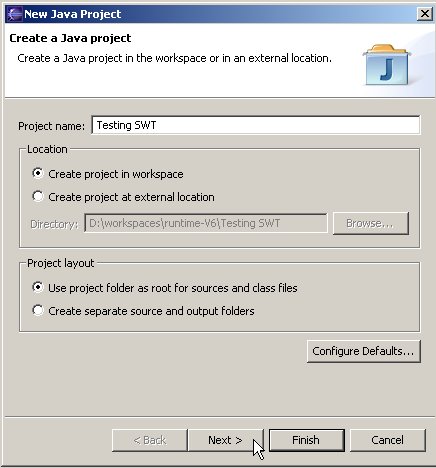 New Java Project
Create a Java project
Create a Java project in the workspace or in an external location.
J
Project name: Testing SWT
Location
Create project in workspace
Create project at external location
Directory: D:\workspaces\runtime-V6\Testing SWT Browse...
Project layout
Use project folder as root for sources and class files
Create separate source and output folders
Configure Defaults...
< Back Next > Finish Cancel